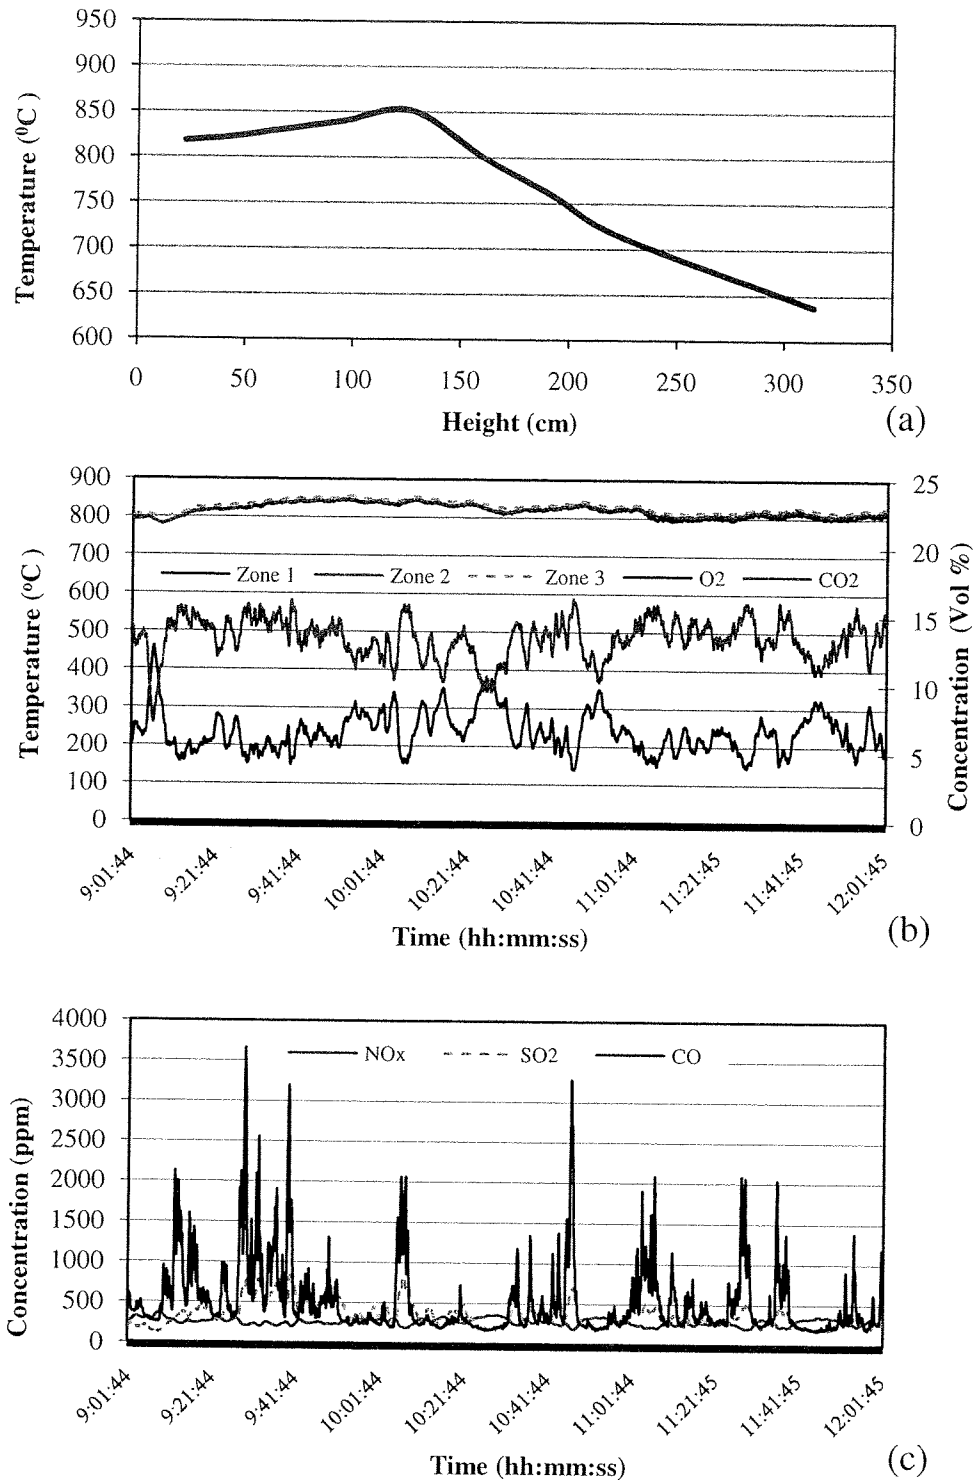 950
900
850
800
750
700
650
600
Temperature (⁰C )
0 50 100 150 200 250 300 350
Height (cm)
(a)
900
800
700
600
500
400
300
200
100
0
Temperature (ºC )
Zone 1 Zone 2 Zone 3 O2 CO2
25
20
15
10
5
0
Concentration (Vol %)
9:01:44 9:21:44 9:41:44 10:01:44 10:21:44 10:41:44 11:01:44 11:21:45 11:41:45 12:01:45
Time (hh:mm:ss)
(b)
4000
3500
3000
2500
2000
1500
1000
500
0
Concentration (ppm)
NOx SO2 CO
9:01:44 9:21:44 9:41:44 10:01:44 10:21:44 10:41:44 11:01:44 11:21:45 11:41:45 12:01:45
Time (hh:mm:ss)
(c)